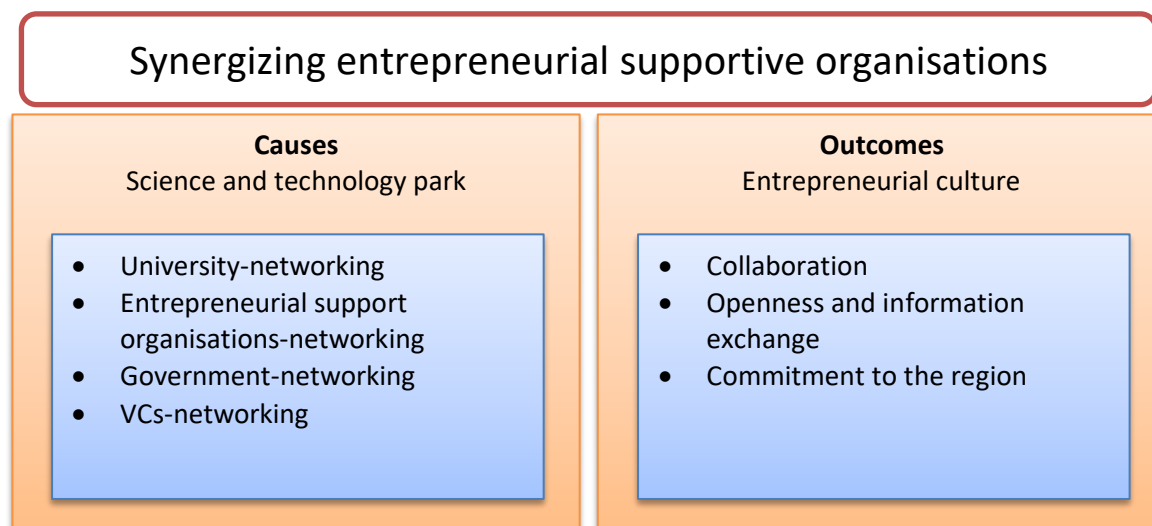 Synergizing entrepreneurial supportive organisations
Causes
Science and technology park
• University-networking
• Entrepreneurial support
organisations-networking
• Government-networking
• VCs-networking
Outcomes
Entrepreneurial culture
• Collaboration
• Openness and information
exchange
• Commitment to the region